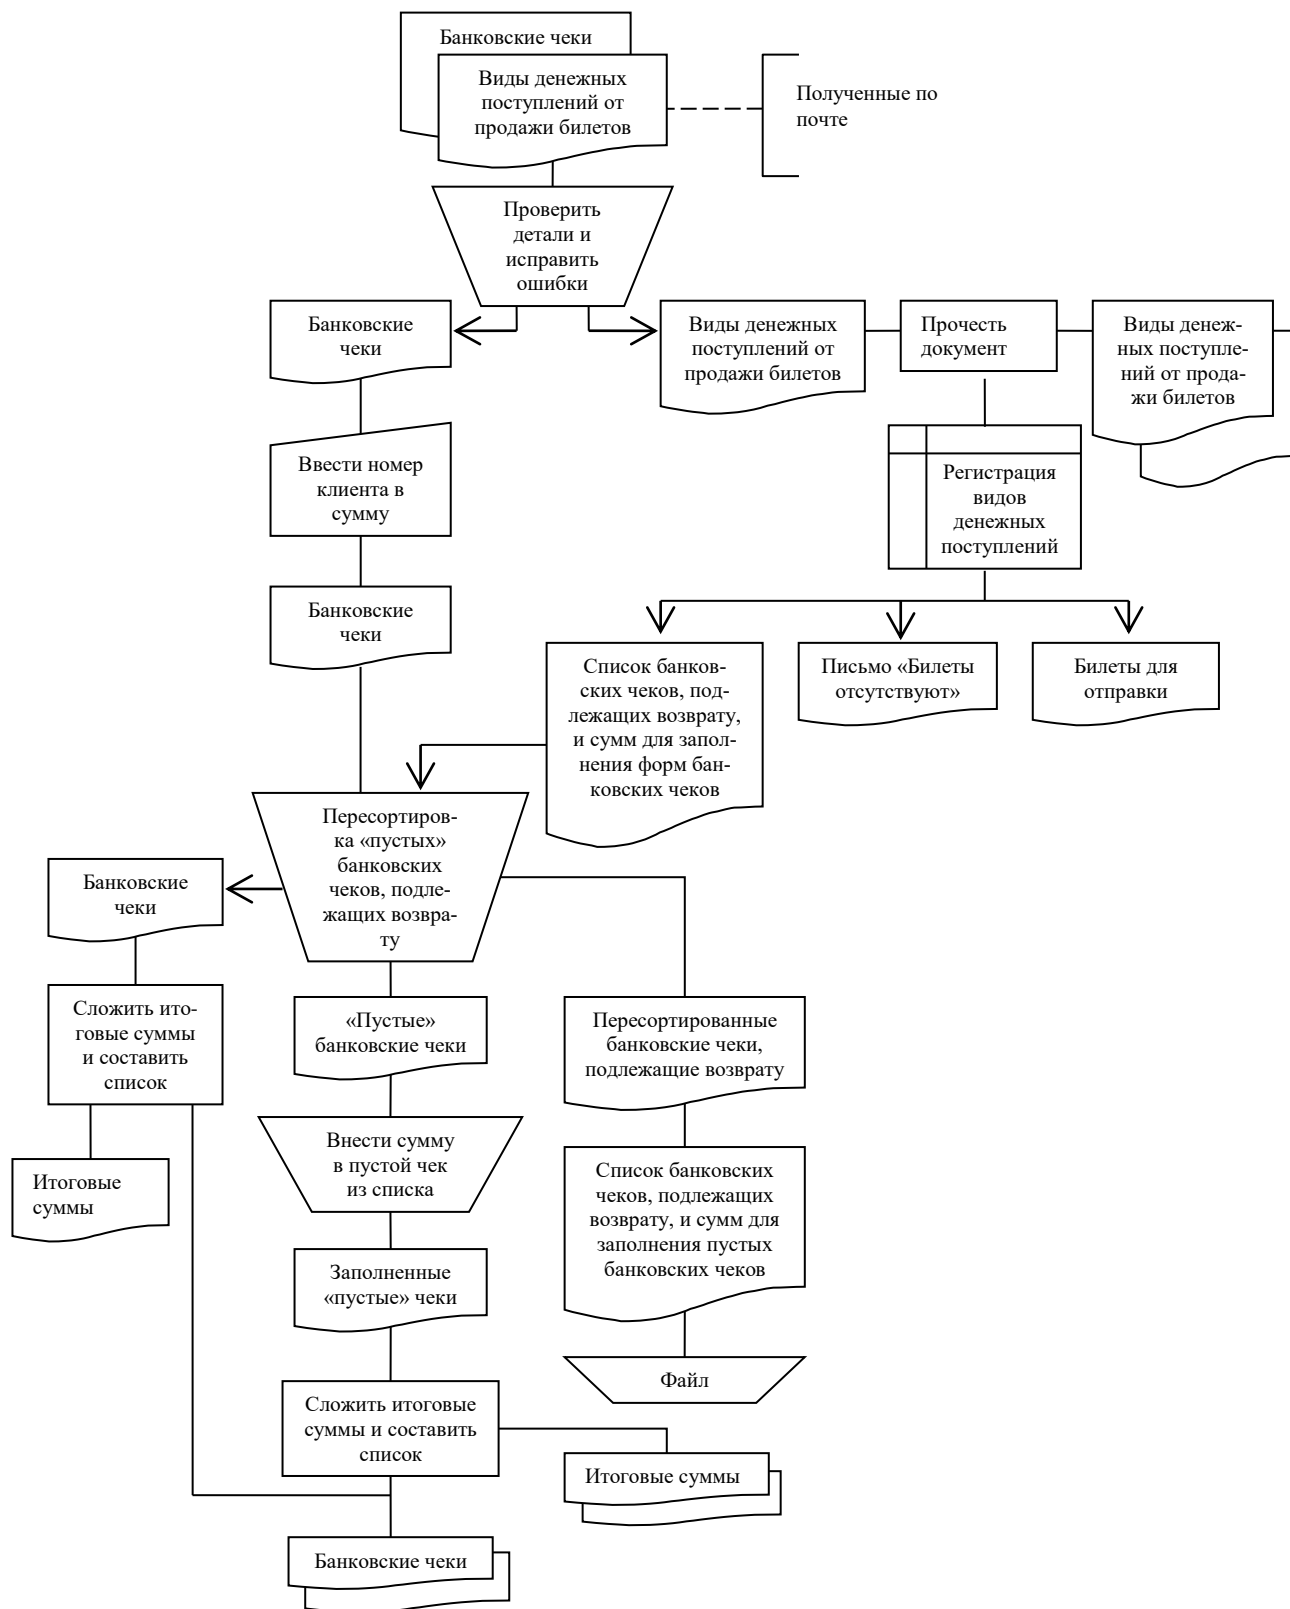 Банковские чеки
Виды денежных
поступлений от
продажи билетов
Полученные по
почте
Проверить
детали и
исправить
ошибки
Банковские
чеки
Виды денежных
поступлений от
продажи билетов
Прочесть
документ
Виды денеж-
ных поступле-
ний от прода-
жи билетов
Ввести номер
клиента в
сумму
Регистрация
видов
денежных
поступлений
Банковские
чеки
Список банков-
ских чеков, под-
лежащих возврату,
и сумм для запол-
нения форм бан-
ковских чеков
Письмо «Билеты
отсутствуют»
Билеты для
отправки
Пересортиров-
ка «пустых»
банковских
чеков, подле-
жащих возвра-
ту
Банковские
чеки
Сложить ито-
говые суммы
и составить
список
«Пустые»
банковские чеки
Пересортированные
банковские чеки,
подлежащие возврату
Внести сумму
в пустой чек
из списка
Список банковских
чеков, подлежащих
возврату, и сумм для
заполнения пустых
банковских чеков
Итоговые
суммы
Заполненные
«пустые» чеки
Файл
Сложить итоговые
суммы и составить
список
Итоговые суммы
Банковские чеки